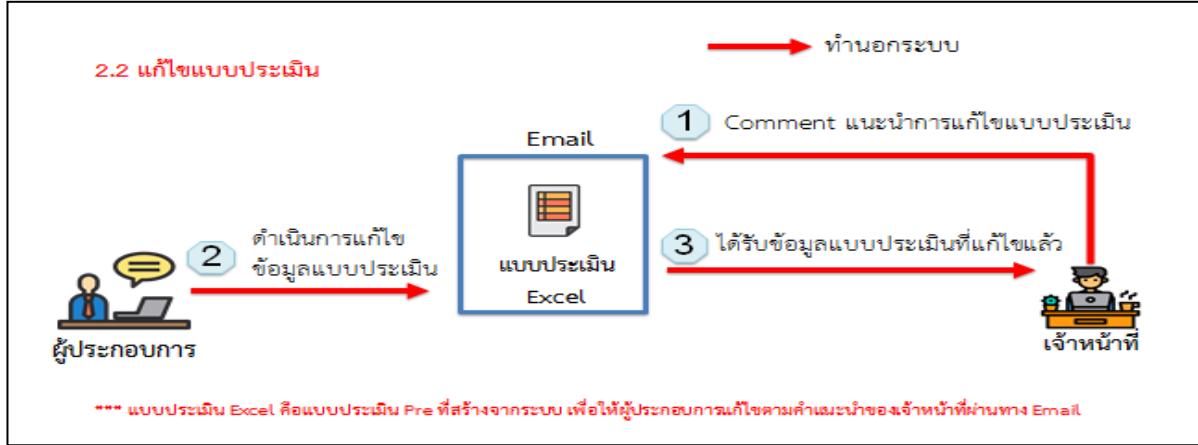 ทำนอกระบบ
2.2 แก้ไขแบบประเมิน
1 Comment แนะนำการแก้ไขแบบประเมิน
Email
2 ดำเนินการแก้ไข
ข้อมูลแบบประเมิน
แบบประเมิน
Excel
3 ได้รับข้อมูลแบบประเมินที่แก้ไขแล้ว
ผู้ประกอบการ
เจ้าหน้าที่
*** แบบประเมิน Excel คือแบบประเมิน Pre ที่สร้างจากระบบ เพื่อให้ผู้ประกอบการแก้ไขตามคำแนะนำของเจ้าหน้าที่ผ่านทาง Email